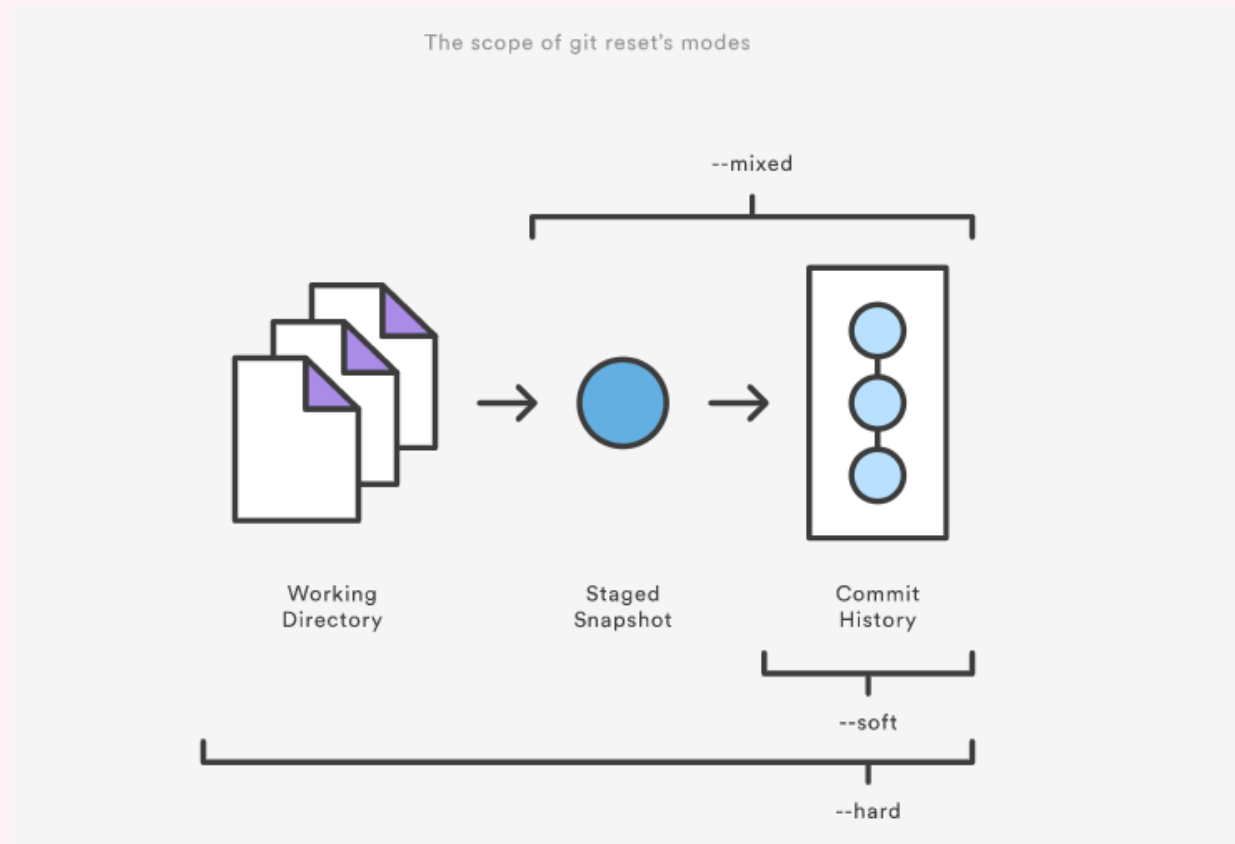 The scope of git reset's modes
--mixed
Working
Directory
Staged
Snapshot
Commit
History
--soft
--hard